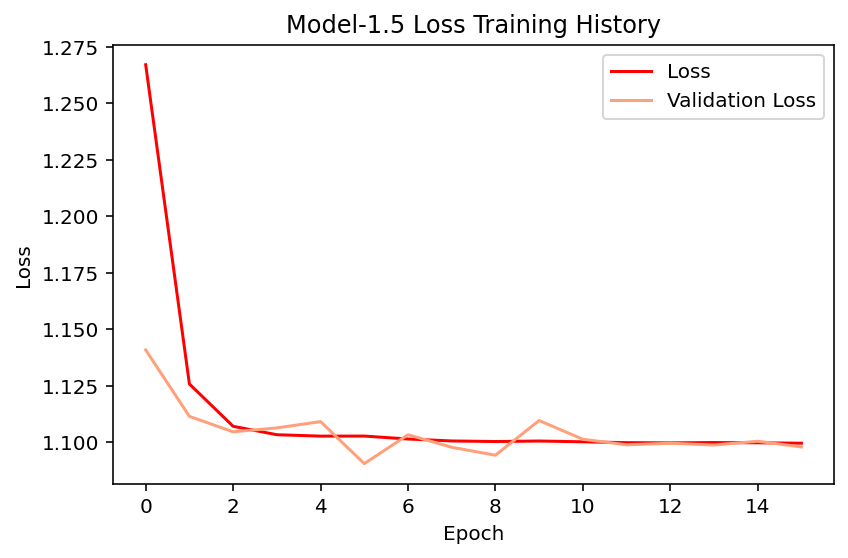 Model-1.5 Loss Training History
1.275
1.250
1.225
1.200
1.175
1.150
1.125
1.100
Loss
Loss
Validation Loss
0 2 4 6 8 10 12 14
Epoch